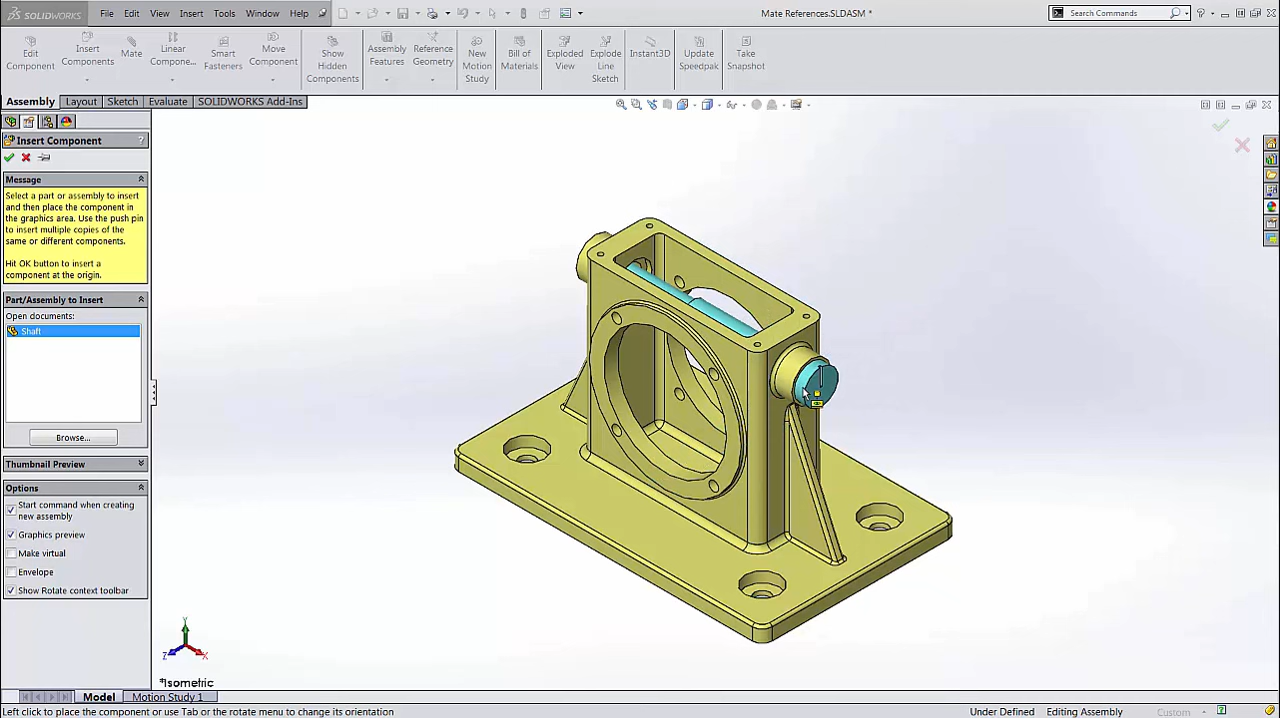 SOLIDWORKS File Edit View Insert Tools Window Help Mate References.SLDASM * Search Commands
Edit Component
Insert Components
Mate
Linear Compone...
Smart Fasteners
Move Component
Show Hidden Components
Assembly Features
Reference Geometry
New Motion Study
Bill of Materials
Exploded View
Explode Line Sketch
Instant3D
Update Speedpak
Take Snapshot
Assembly Layout Sketch Evaluate SOLIDWORKS Add-Ins
Insert Component ?
Message
Select a part or assembly to insert
and then place the component in
the graphics area. Use the push pin
to insert multiple copies of the
same or different components.
Hit OK button to insert a
component at the origin.
Part/Assembly to Insert
Open documents:
Shaft
Browse...
Thumbnail Preview
Options
Start command when creating
new assembly
Graphics preview
Make virtual
Envelope
Show Rotate context toolbar
Y
Z X
*Isometric
Model Motion Study 1
Left click to place the component or use Tab or the rotate menu to change its orientation Under Defined Editing Assembly Custom